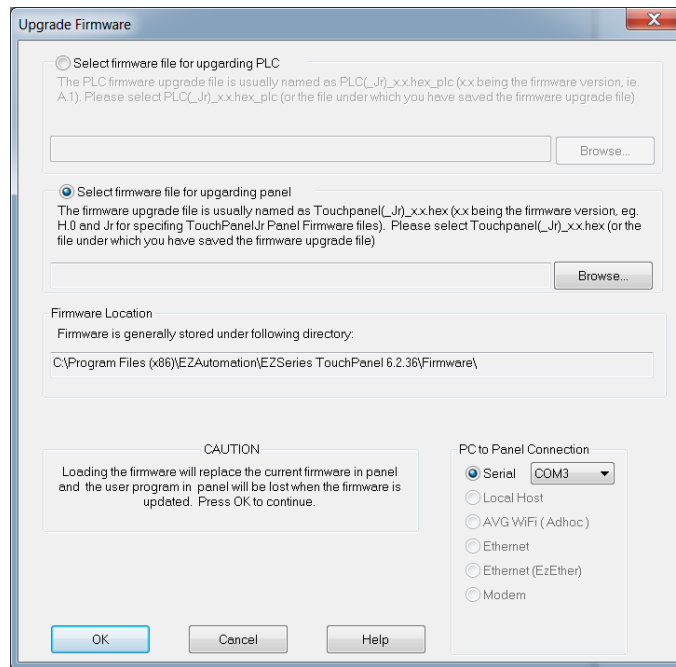 Upgrade Firmware
Select firmware file for upgarding PLC
The PLC firmware upgrade file is usually named as PLC(_Jr)_x.x.hex_plc (x.x being the firmware version, ie.
A.1). Please select PLC(_Jr)_x.x.hex_plc (or the file under which you have saved the firmware upgrade file)
Browse...
Select firmware file for upgarding panel
The firmware upgrade file is usually named as Touchpanel(_Jr)_x.x.hex (x.x being the firmware version, eg.
H.0 and Jr for specifing TouchPanelJr Panel Firmware files). Please select Touchpanel(_Jr)_x.x.hex (or the
file under which you have saved the firmware upgrade file)
Browse...
Firmware Location
Firmware is generally stored under following directory:
C:\Program Files (x86)\EZAutomation\EZSeries TouchPanel 6.2.36\Firmware\
CAUTION
Loading the firmware will replace the current firmware in panel
and the user program in panel will be lost when the firmware is
updated. Press OK to continue.
PC to Panel Connection
Serial COM3
Local Host
AVG WiFi ( Adhoc )
Ethernet
Ethernet (EzEther)
Modem
OK Cancel Help